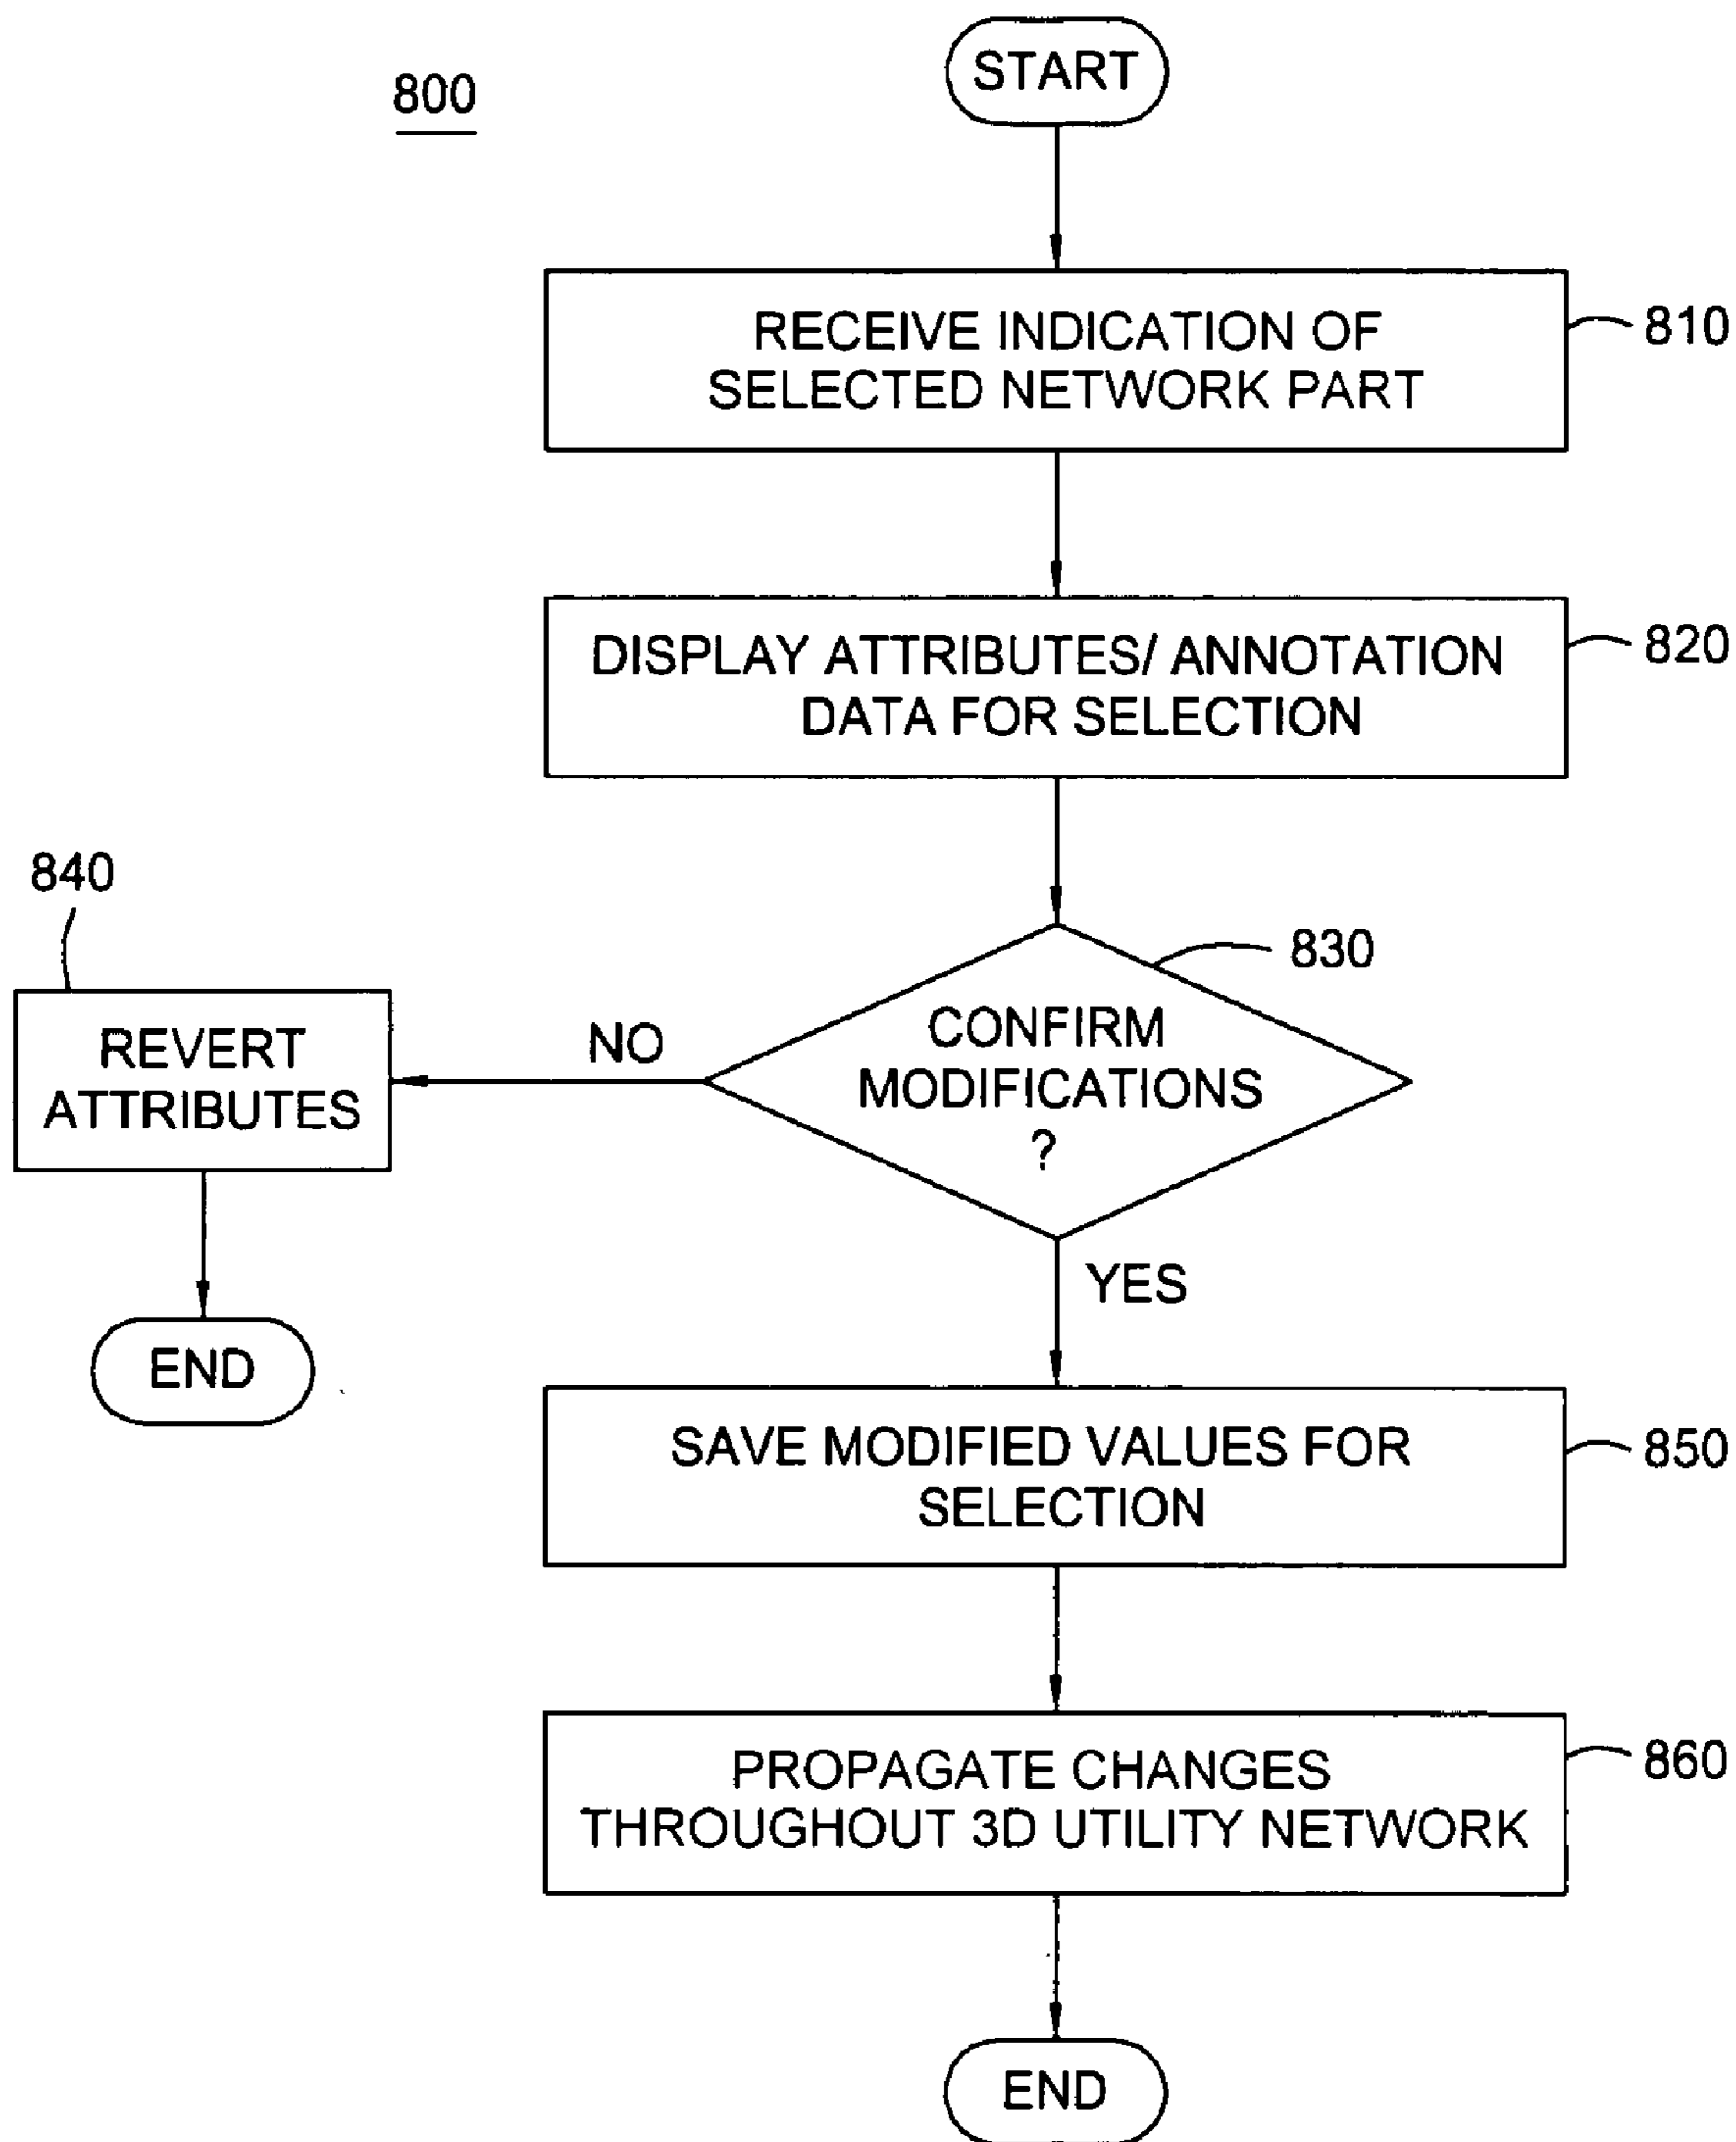 800
START
RECEIVE INDICATION OF
SELECTED NETWORK PART
810
DISPLAY ATTRIBUTES/ ANNOTATION
DATA FOR SELECTION
820
830
CONFIRM
MODIFICATIONS
?
NO
840
REVERT
ATTRIBUTES
END
YES
SAVE MODIFIED VALUES FOR
SELECTION
850
PROPAGATE CHANGES
THROUGHOUT 3D UTILITY NETWORK
860
END